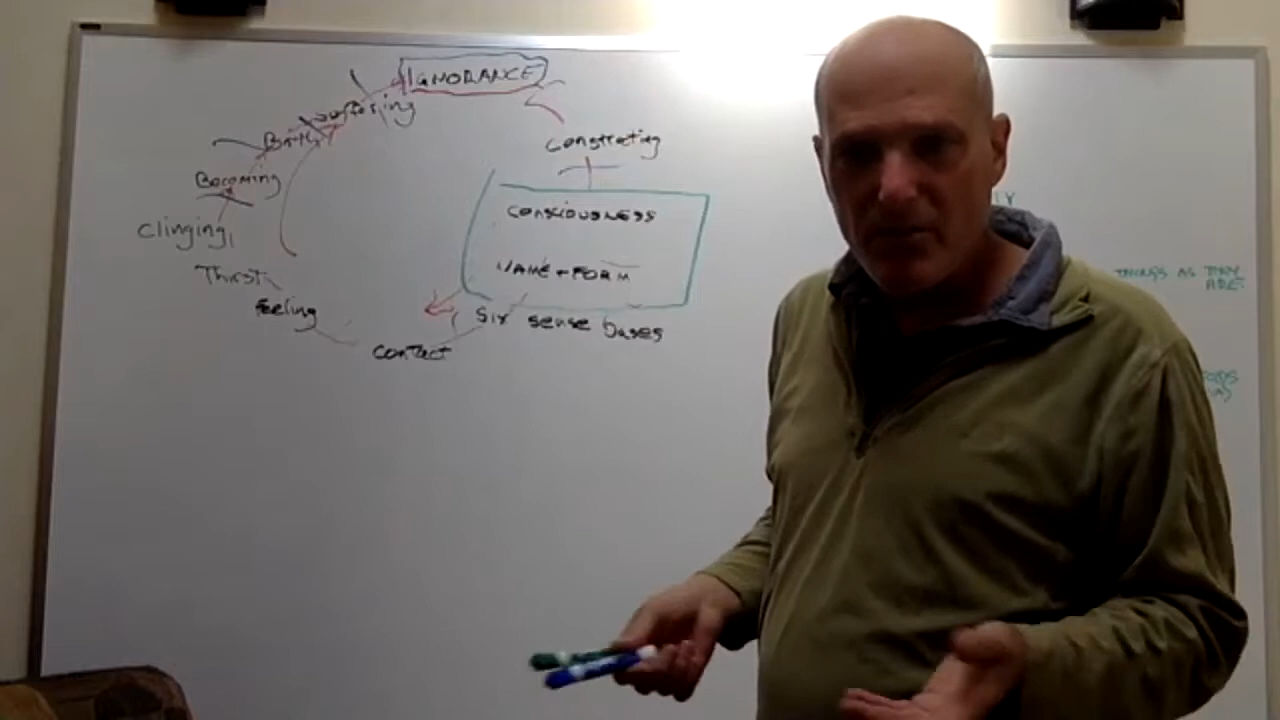 IGNORANCE
suffering
Birth
Constructing
Becoming
Consciousness
Clinging
Name + Form
Thirst
Feeling
Six sense bases
Contact
LY
THINGS AS THEY
ARE